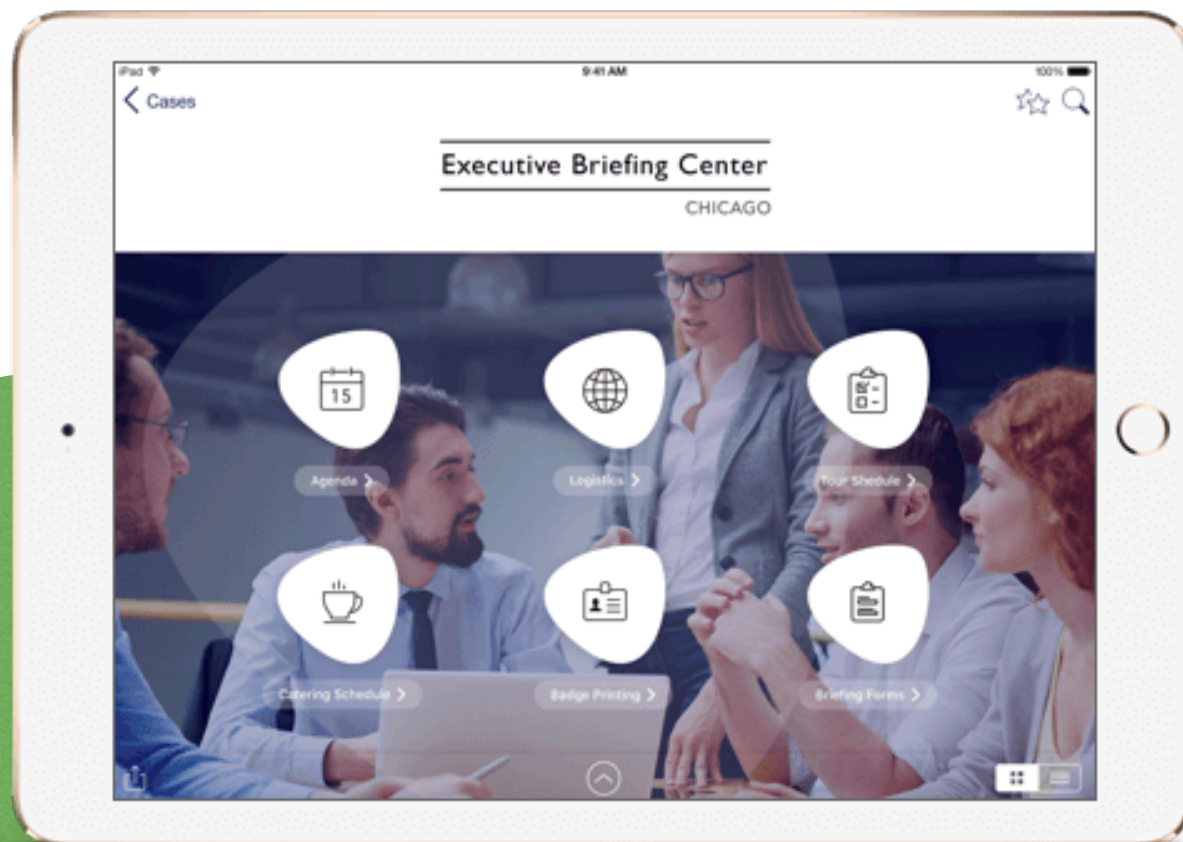 iPad 9:41 AM 100%
Cases
Executive Briefing Center
CHICAGO
15
Agenda
Logistics
Tour Shedule
Catering Schedule
Badge Printing
Briefing Forms